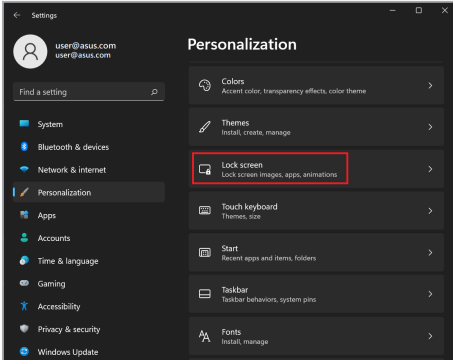 Settings
user@asus.com
user@asus.com
Find a setting
System
Bluetooth & devices
Network & internet
Personalization
Apps
Accounts
Time & language
Gaming
Accessibility
Privacy & security
Windows Update
Personalization
Colors
Accent color, transparency effects, color theme
Themes
Install, create, manage
Lock screen
Lock screen images, apps, animations
Touch keyboard
Themes, size
Start
Recent apps and items, folders
Taskbar
Taskbar behaviors, system pins
Fonts
Install, manage